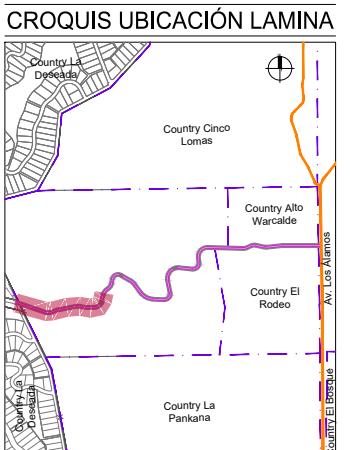 CROQUIS UBICACIÓN LAMINA
Country La
Deseada
Country Cinco
Lomas
Country Alto
Warcalde
Av. Los Álamos
Country El
Rodeo
Country La
Deseada
Country La
Pankana
Country El Bosque